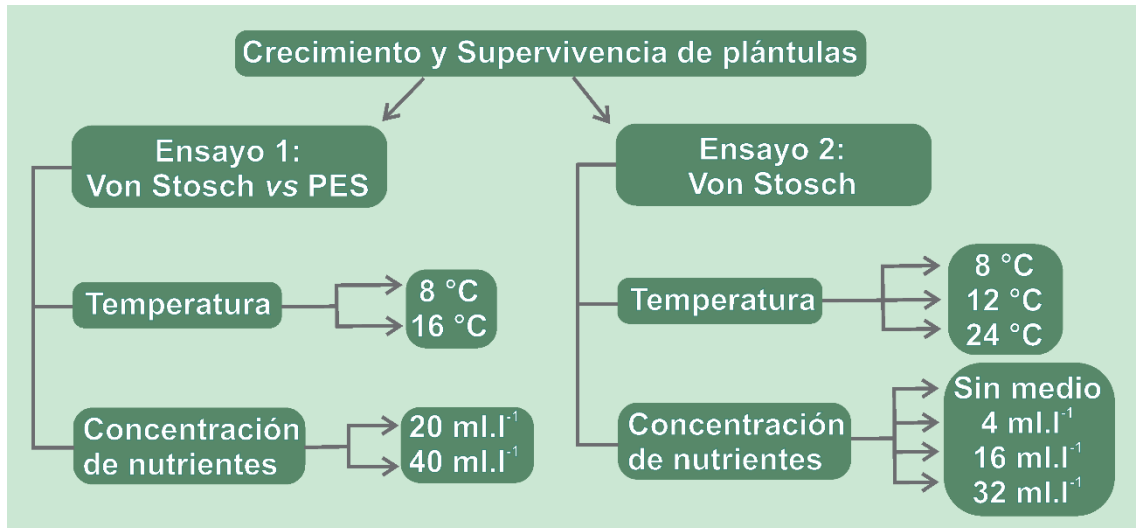 Crecimiento y Supervivencia de plántulas
Ensayo 1:
Von Stosch vs PES
Temperatura
8 °C
16 °C
Concentración
de nutrientes
20 ml.l⁻¹
40 ml.l⁻¹
Ensayo 2:
Von Stosch
Temperatura
8 °C
12 °C
24 °C
Concentración
de nutrientes
Sin medio
4 ml.l⁻¹
16 ml.l⁻¹
32 ml.l⁻¹